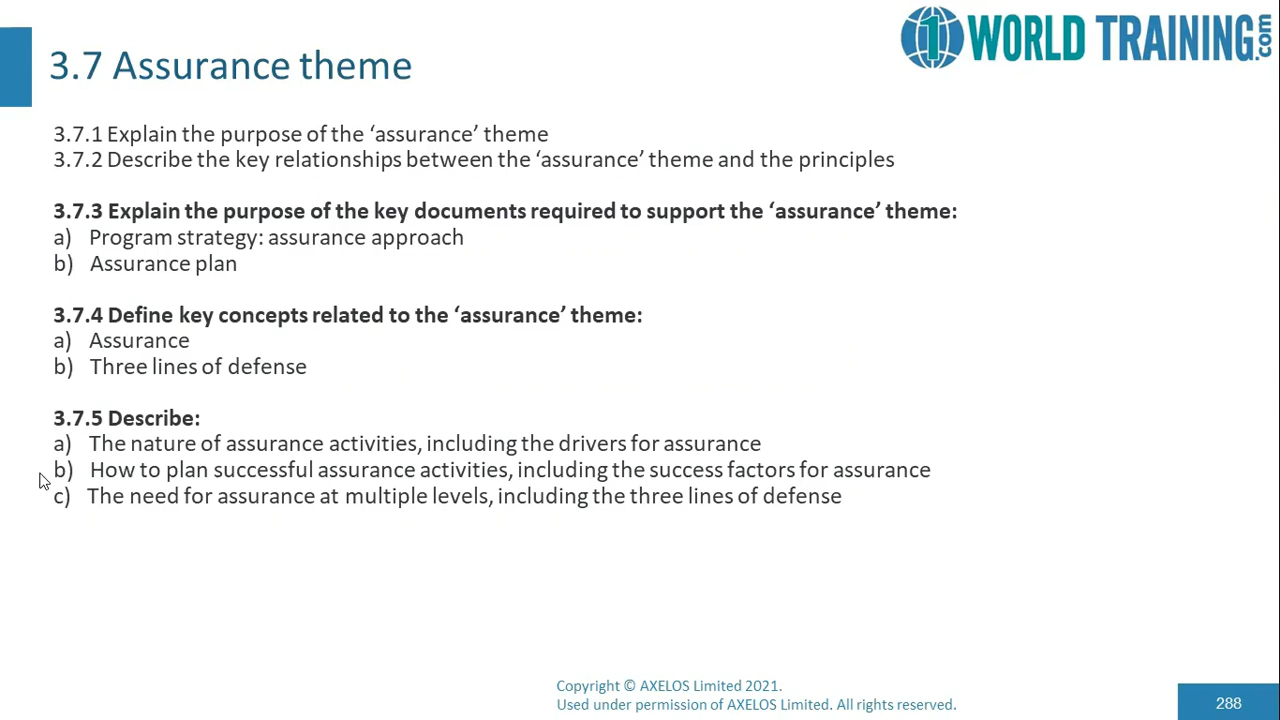 1 WORLD TRAINING .com
3.7 Assurance theme
3.7.1 Explain the purpose of the ‘assurance’ theme
3.7.2 Describe the key relationships between the ‘assurance’ theme and the principles
3.7.3 Explain the purpose of the key documents required to support the ‘assurance’ theme:
a) Program strategy: assurance approach
b) Assurance plan
3.7.4 Define key concepts related to the ‘assurance’ theme:
a) Assurance
b) Three lines of defense
3.7.5 Describe:
a) The nature of assurance activities, including the drivers for assurance
b) How to plan successful assurance activities, including the success factors for assurance
c) The need for assurance at multiple levels, including the three lines of defense
Copyright © AXELOS Limited 2021.
Used under permission of AXELOS Limited. All rights reserved.
288